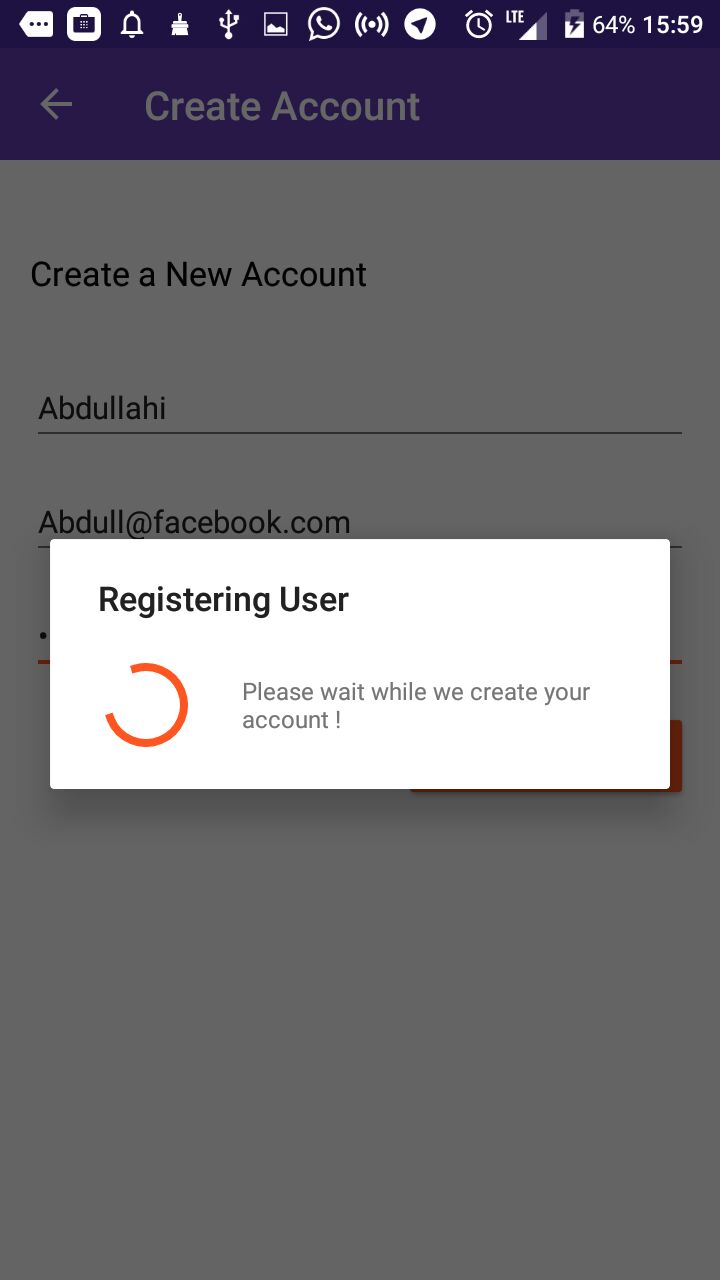 LTE 64% 15:59
Create Account
Create a New Account
Abdullahi
Abdull@facebook.com
Registering User
Please wait while we create your
account !